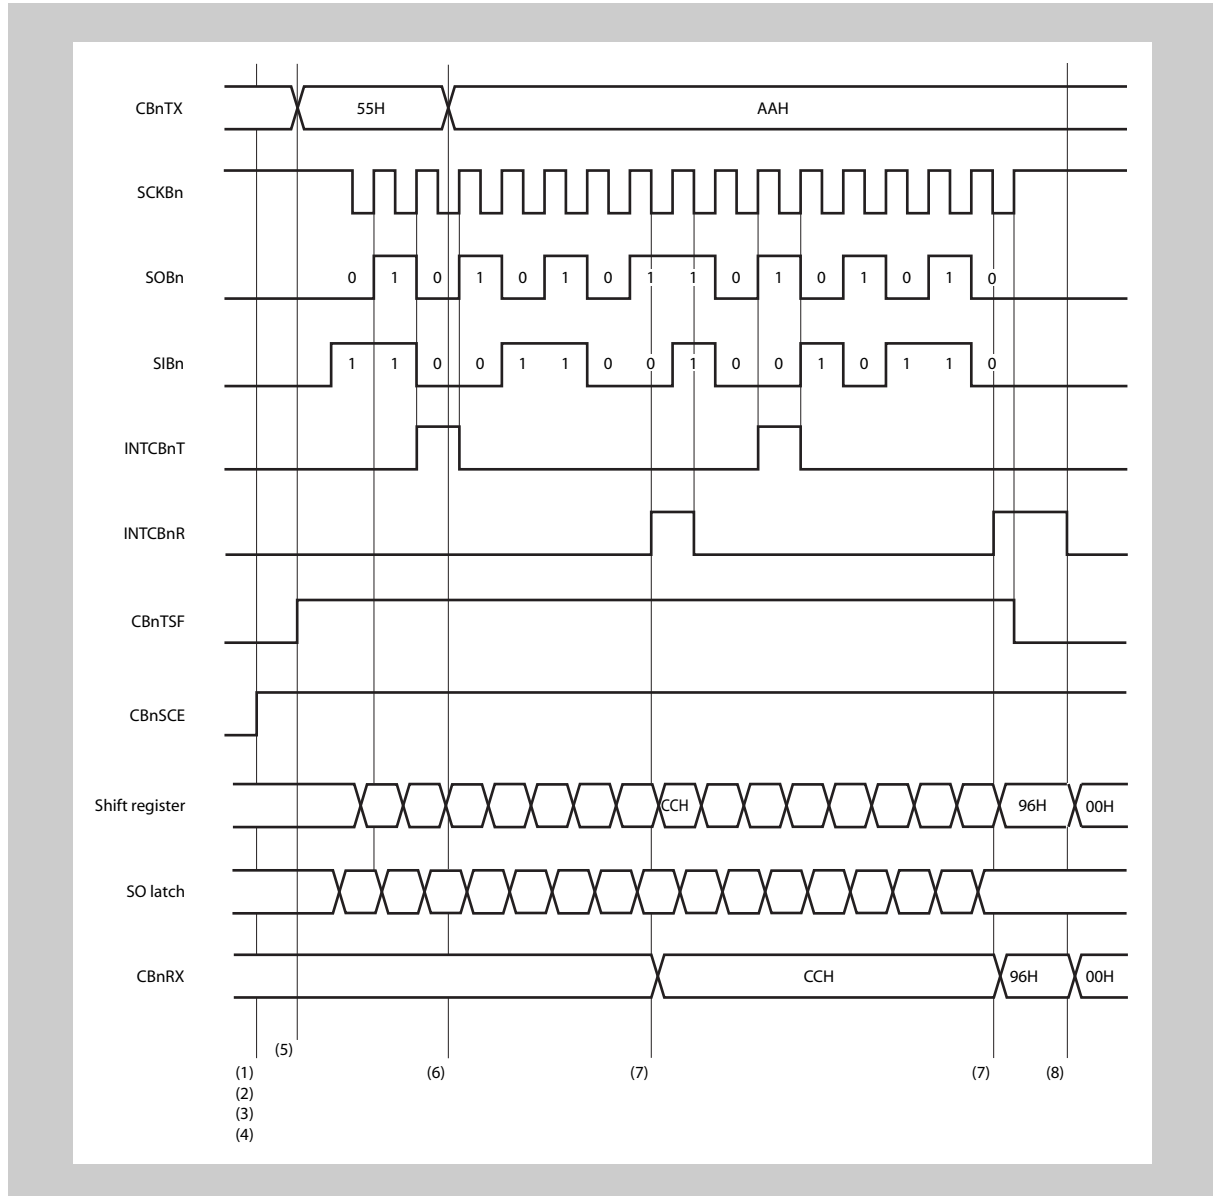 CBnTX 55H AAH
SCKBn
SOBn 0 1 0 1 0 1 0 1 1 0 1 0 1 0 1 0
SIBn 1 1 0 0 1 1 0 0 1 0 0 1 0 1 1 0
INTCBnT
INTCBnR
CBnTSF
CBnSCE
Shift register CCH 96H 00H
SO latch
CBnRX CCH 96H 00H
(5)
(1) (6) (7) (7) (8)
(2)
(3)
(4)